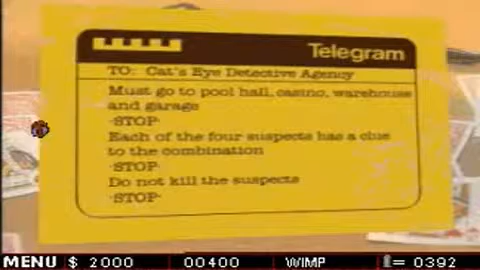 Telegram
TO: Cat's Eye Detective Agency
Must go to pool hall, casino, warehouse
and garage
-STOP-
Each of the four suspects has a clue
to the combination
-STOP-
Do not kill the suspects
-STOP-
MENU $ 2000 00400 WIMP = 0392